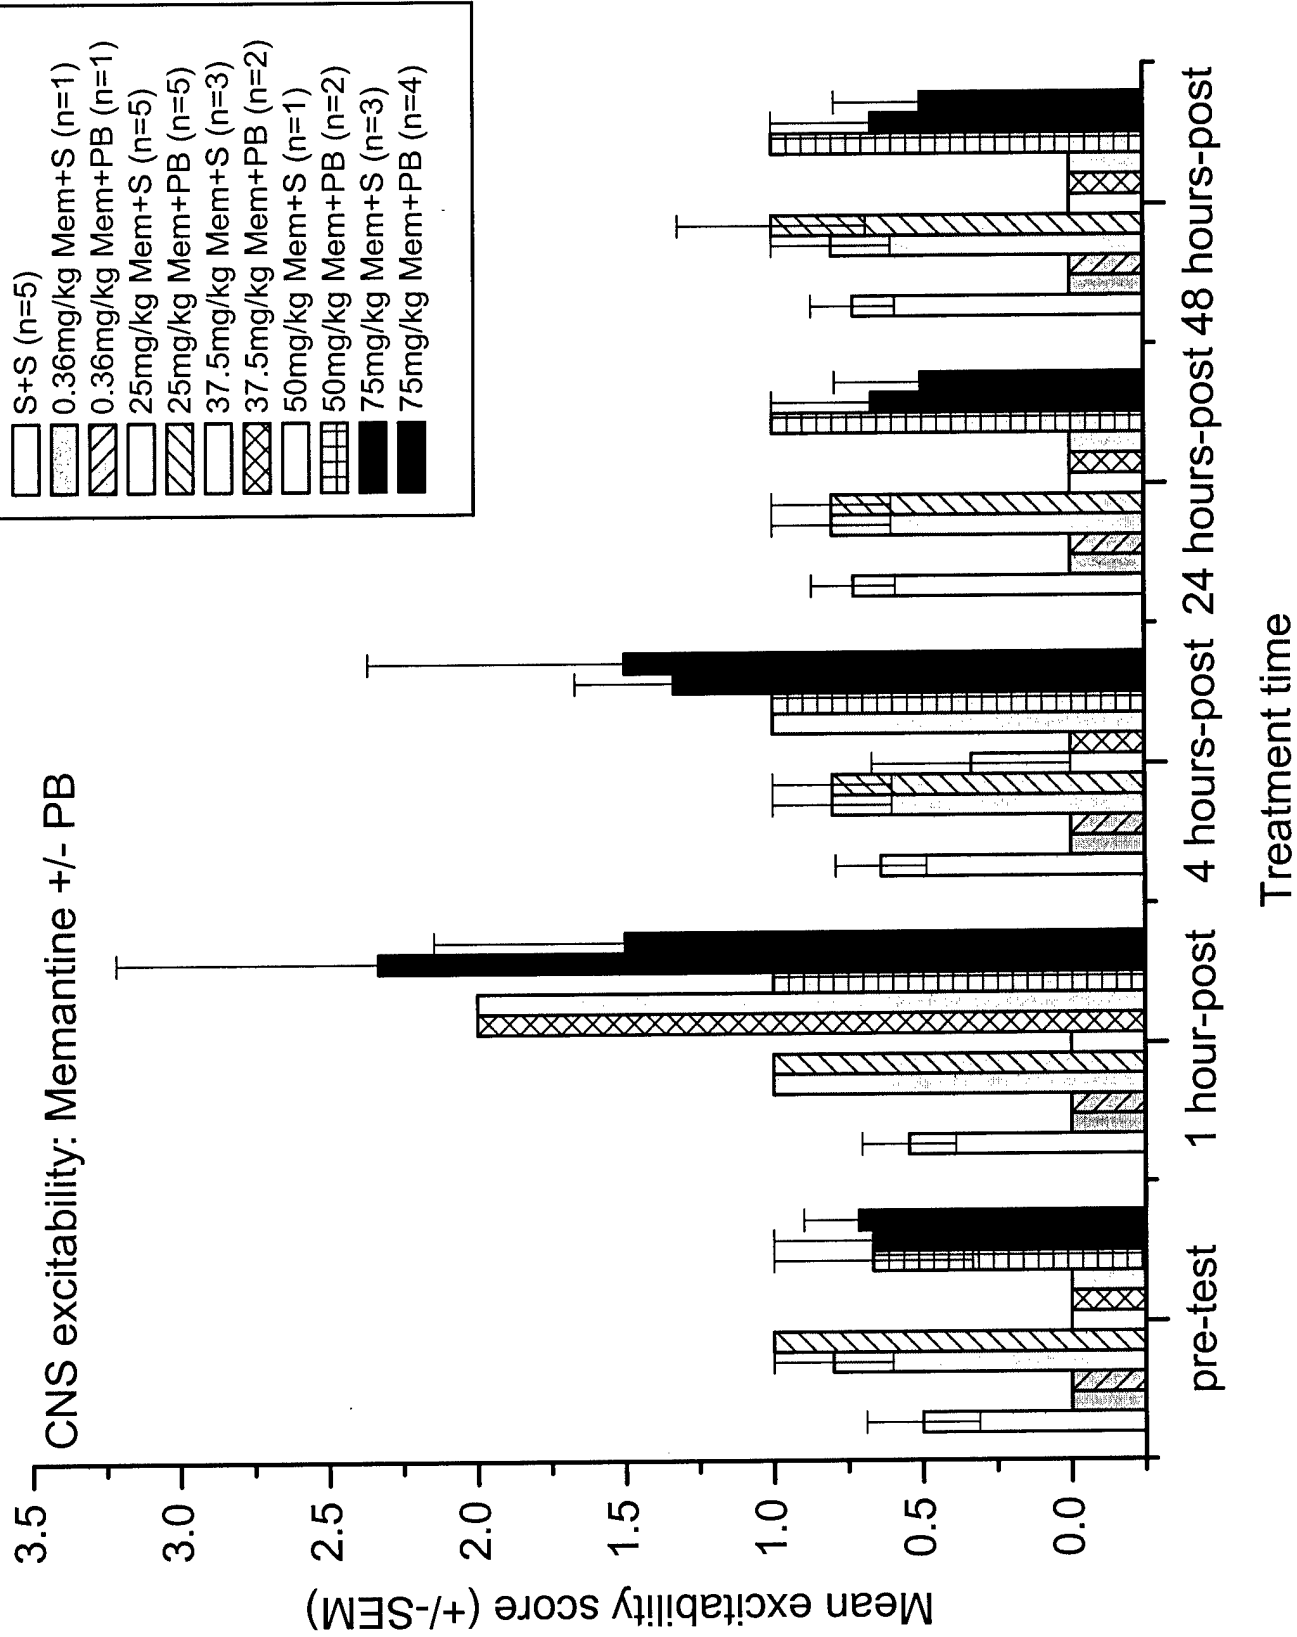 CNS excitability: Memantine +/- PB
S+S (n=5)
0.36mg/kg Mem+S (n=1)
0.36mg/kg Mem+PB (n=1)
25mg/kg Mem+S (n=5)
25mg/kg Mem+PB (n=5)
37.5mg/kg Mem+S (n=3)
37.5mg/kg Mem+PB (n=2)
50mg/kg Mem+S (n=1)
50mg/kg Mem+PB (n=2)
75mg/kg Mem+S (n=3)
75mg/kg Mem+PB (n=4)
Mean excitability score (+/-SEM)
3.5
3.0
2.5
2.0
1.5
1.0
0.5
0.0
pre-test 1 hour-post 4 hours-post 24 hours-post 48 hours-post
Treatment time